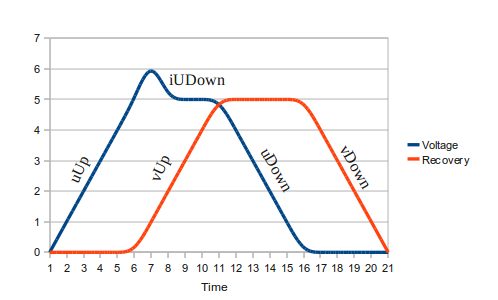 7
6
5
4
3
2
1
0
iUDown
uUp
vUp
uDown
vDown
Voltage
Recovery
1 2 3 4 5 6 7 8 9 10 11 12 13 14 15 16 17 18 19 20 21
Time